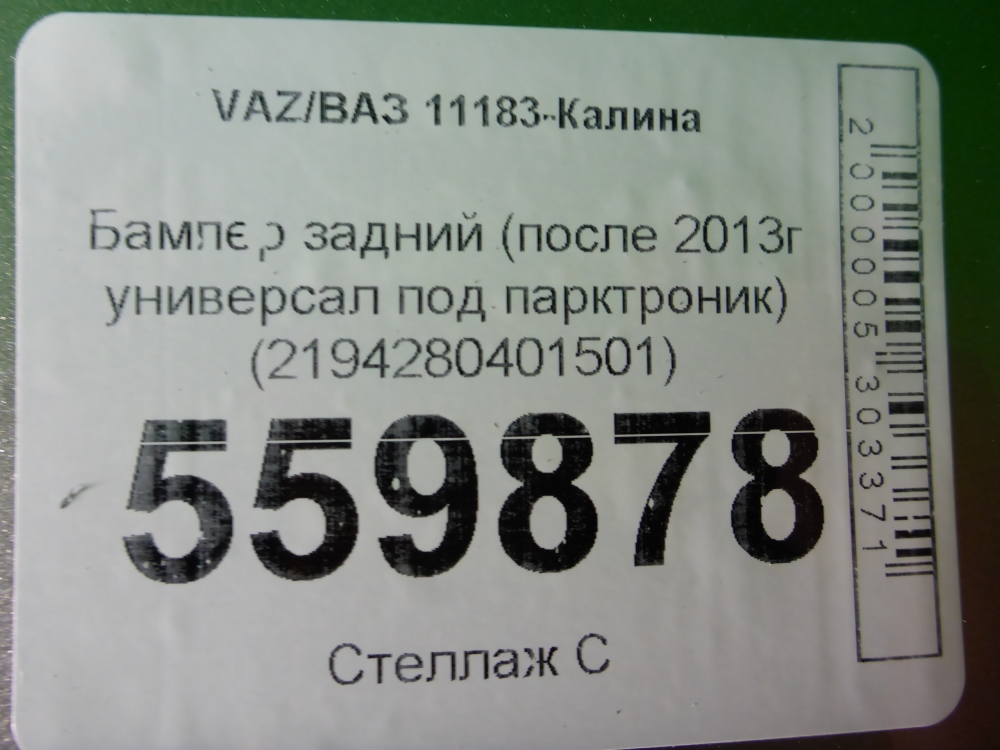 VAZ/ВАЗ 11183-Калина
Бампер задний (после 2013г
универсал под парктроник)
(2194280401501)
559878
Стеллаж С
2000005303371